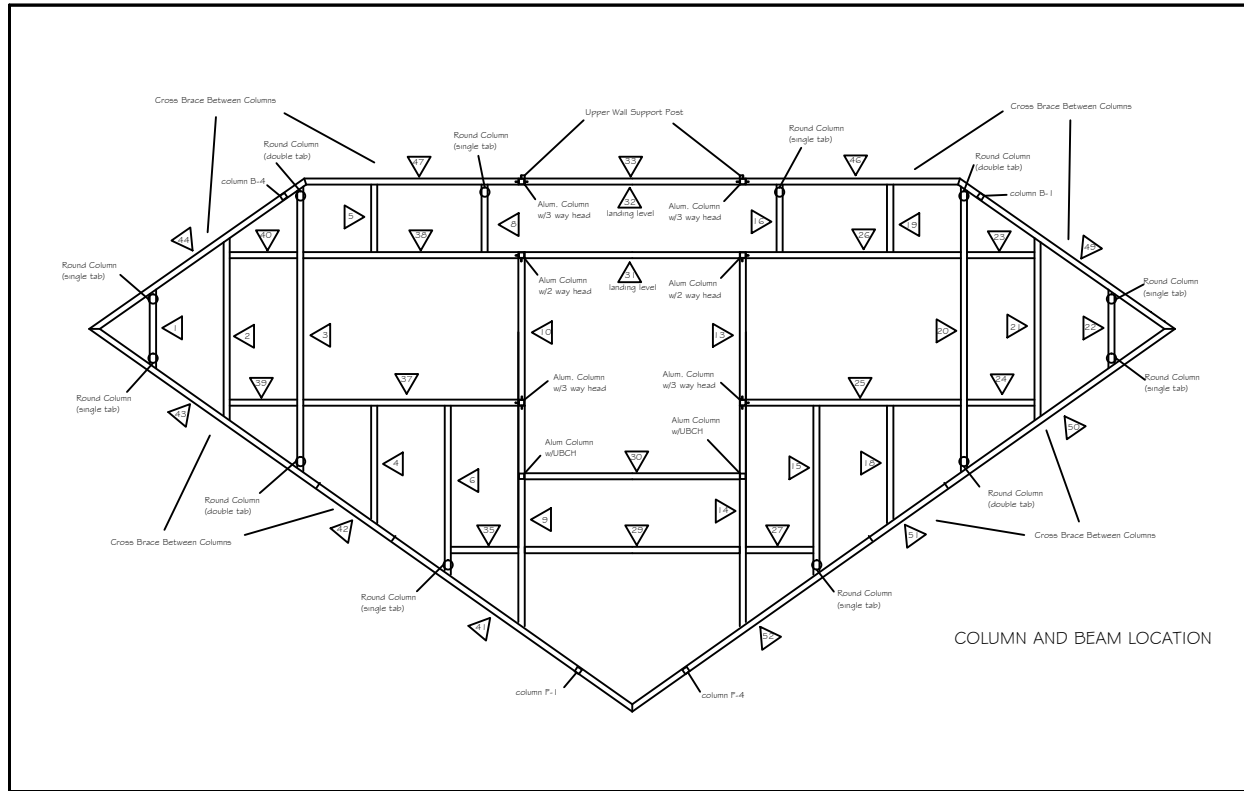 Cross Brace Between Columns
Upper Wall Support Post
Cross Brace Between Columns
Round Column
(single tab)
Round Column
(single tab)
Round Column
(double tab)
Round Column
(double tab)
47
33
46
column B-4
column B-1
Alum. Column
w/3 way head
32
landing level
Alum. Column
w/3 way head
5
8
16
19
44
40
38
26
23
49
Round Column
(single tab)
Alum Column
w/2 way head
31
landing level
Alum Column
w/2 way head
Round Column
(single tab)
1
2
3
10
13
20
21
22
39
37
Alum. Column
w/3 way head
Alum. Column
w/3 way head
25
24
Round Column
(single tab)
Round Column
(single tab)
43
50
Alum Column
w/UBCH
Alum Column
w/UBCH
30
4
6
15
18
Round Column
(double tab)
Round Column
(double tab)
9
14
42
35
29
27
51
Cross Brace Between Columns
Cross Brace Between Columns
Round Column
(single tab)
Round Column
(single tab)
41
52
COLUMN AND BEAM LOCATION
column F-1
column F-4